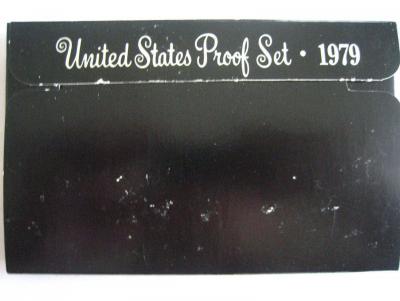 United States Proof Set · 1979